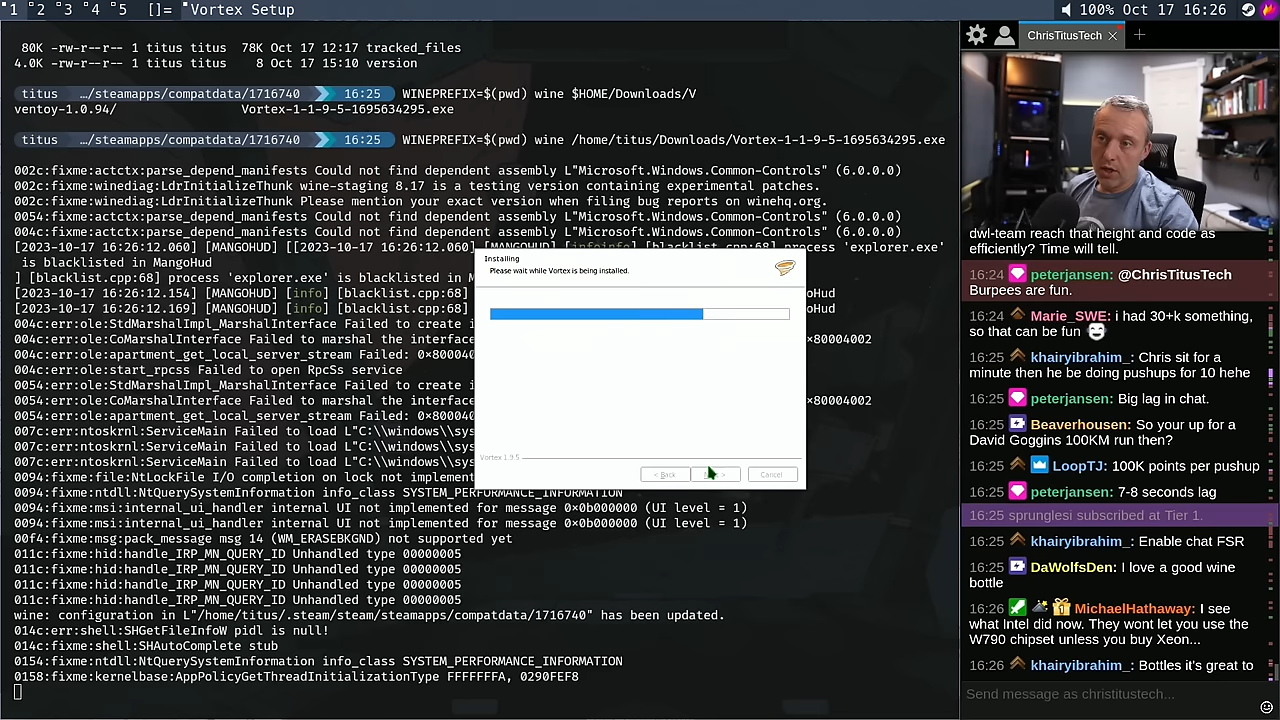 1 2 3 4 5 []= Vortex Setup
100% Oct 17 16:26
80K -rw-r--r-- 1 titus titus 78K Oct 17 12:17 tracked_files
4.0K -rw-r--r-- 1 titus titus 8 Oct 17 15:10 version
titus …/steamapps/compatdata/1716740 16:25 WINEPREFIX=$(pwd) wine $HOME/Downloads/V
ventoy-1.0.94/ Vortex-1-1-9-5-1695634295.exe
titus …/steamapps/compatdata/1716740 16:25 WINEPREFIX=$(pwd) wine /home/titus/Downloads/Vortex-1-1-9-5-1695634295.exe
002c:fixme:actctx:parse_depend_manifests Could not find dependent assembly L"Microsoft.Windows.Common-Controls" (6.0.0.0)
002c:fixme:winediag:LdrInitializeThunk wine-staging 8.17 is a testing version containing experimental patches.
002c:fixme:winediag:LdrInitializeThunk Please mention your exact version when filing bug reports on winehq.org.
0054:fixme:actctx:parse_depend_manifests Could not find dependent assembly L"Microsoft.Windows.Common-Controls" (6.0.0.0)
004c:fixme:actctx:parse_depend_manifests Could not find dependent assembly L"Microsoft.Windows.Common-Controls" (6.0.0.0)
[2023-10-17 16:26:12.060] [MANGOHUD] [[2023-10-17 16:26:12.060] [MANGOHUD] [infoinfo] [blacklist.cpp:68] process 'explorer.exe'
is blacklisted in MangoHud
] [blacklist.cpp:68] process 'explorer.exe' is blacklisted in M
[2023-10-17 16:26:12.154] [MANGOHUD] [info] [blacklist.cpp:68] Hud
[2023-10-17 16:26:12.169] [MANGOHUD] [info] [blacklist.cpp:68] Hud
004c:err:ole:StdMarshalImpl_MarshalInterface Failed to create i
004c:err:ole:CoMarshalInterface Failed to marshal the interface ×80004002
004c:err:ole:apartment_get_local_server_stream Failed: 0×80004
004c:err:ole:start_rpcss Failed to open RpcSs service
0054:err:ole:StdMarshalImpl_MarshalInterface Failed to create i
0054:err:ole:CoMarshalInterface Failed to marshal the interface ×80004002
0054:err:ole:apartment_get_local_server_stream Failed: 0×80004
007c:err:ntoskrnl:ServiceMain Failed to load L"C:\\windows\\sys
007c:err:ntoskrnl:ServiceMain Failed to load L"C:\\windows\\sys
007c:err:ntoskrnl:ServiceMain Failed to load L"C:\\windows\\sys
0094:fixme:file:NtLockFile I/O completion on lock not implement
0094:fixme:ntdll:NtQuerySystemInformation info_class SYSTEM_PERFORMANCE_INFORMATION
0094:fixme:msg:internal_ui_handler internal UI not implemented for message 0×0b000000 (UI level = 1)
0094:fixme:msg:internal_ui_handler internal UI not implemented for message 0×0b000000 (UI level = 1)
00f4:fixme:msg:pack_message msg 14 (WM_ERASEBKGND) not supported yet
011c:fixme:hid:handle_IRP_MN_QUERY_ID Unhandled type 00000005
011c:fixme:hid:handle_IRP_MN_QUERY_ID Unhandled type 00000005
011c:fixme:hid:handle_IRP_MN_QUERY_ID Unhandled type 00000005
011c:fixme:hid:handle_IRP_MN_QUERY_ID Unhandled type 00000005
wine: configuration in L"/home/titus/.steam/steam/steamapps/compatdata/1716740" has been updated.
014c:err:shell:SHGetFileInfoW pidl is null!
014c:fixme:shell:SHAutoComplete stub
0154:fixme:ntdll:NtQuerySystemInformation info_class SYSTEM_PERFORMANCE_INFORMATION
0158:fixme:kernelbase:AppPolicyGetThreadInitializationType FFFFFFFA, 0290FEF8
Installing
Please wait while Vortex is being installed.
Vortex 1.9.5
< Back
>
Cancel
ChrisTitusTech
dwl-team reach that height and code as
efficiently? Time will tell.
16:24 peterjansen: @ChrisTitusTech
Burpees are fun.
16:24 Marie_SWE: i had 30+k something,
so that can be fun
16:25 khairyibrahim_: Chris sit for a
minute then he be doing pushups for 10 hehe
16:25 peterjansen: Big lag in chat.
16:25 Beaverhousen: So your up for a
David Goggins 100KM run then?
16:25 LoopTJ: 100K points per pushup
16:25 peterjansen: 7-8 seconds lag
16:25 sprunglesi subscribed at Tier 1.
16:25 khairyibrahim_: Enable chat FSR
16:25 DaWolfsDen: I love a good wine
bottle
16:26 MichaelHathaway: I see
what Intel did now. They wont let you use the
W790 chipset unless you buy Xeon...
16:26 khairyibrahim_: Bottles it's great to
Send message as christitustech...